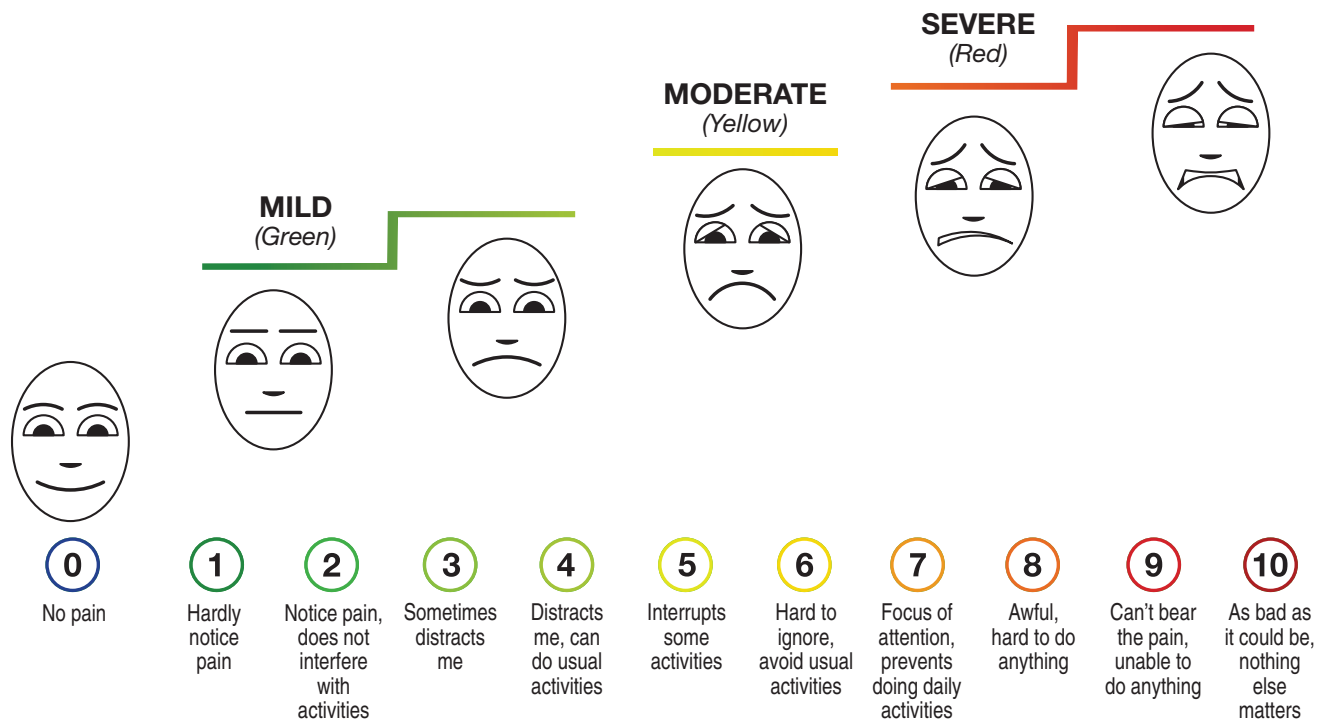 SEVERE
(Red)
MODERATE
(Yellow)
MILD
(Green)
0
No pain
1
Hardly
notice
pain
2
Notice pain,
does not
interfere
with
activities
3
Sometimes
distracts
me
4
Distracts
me, can
do usual
activities
5
Interrupts
some
activities
6
Hard to
ignore,
avoid usual
activities
7
Focus of
attention,
prevents
doing daily
activities
8
Awful,
hard to do
anything
9
Can't bear
the pain,
unable to
do anything
10
As bad as
it could be,
nothing
else
matters